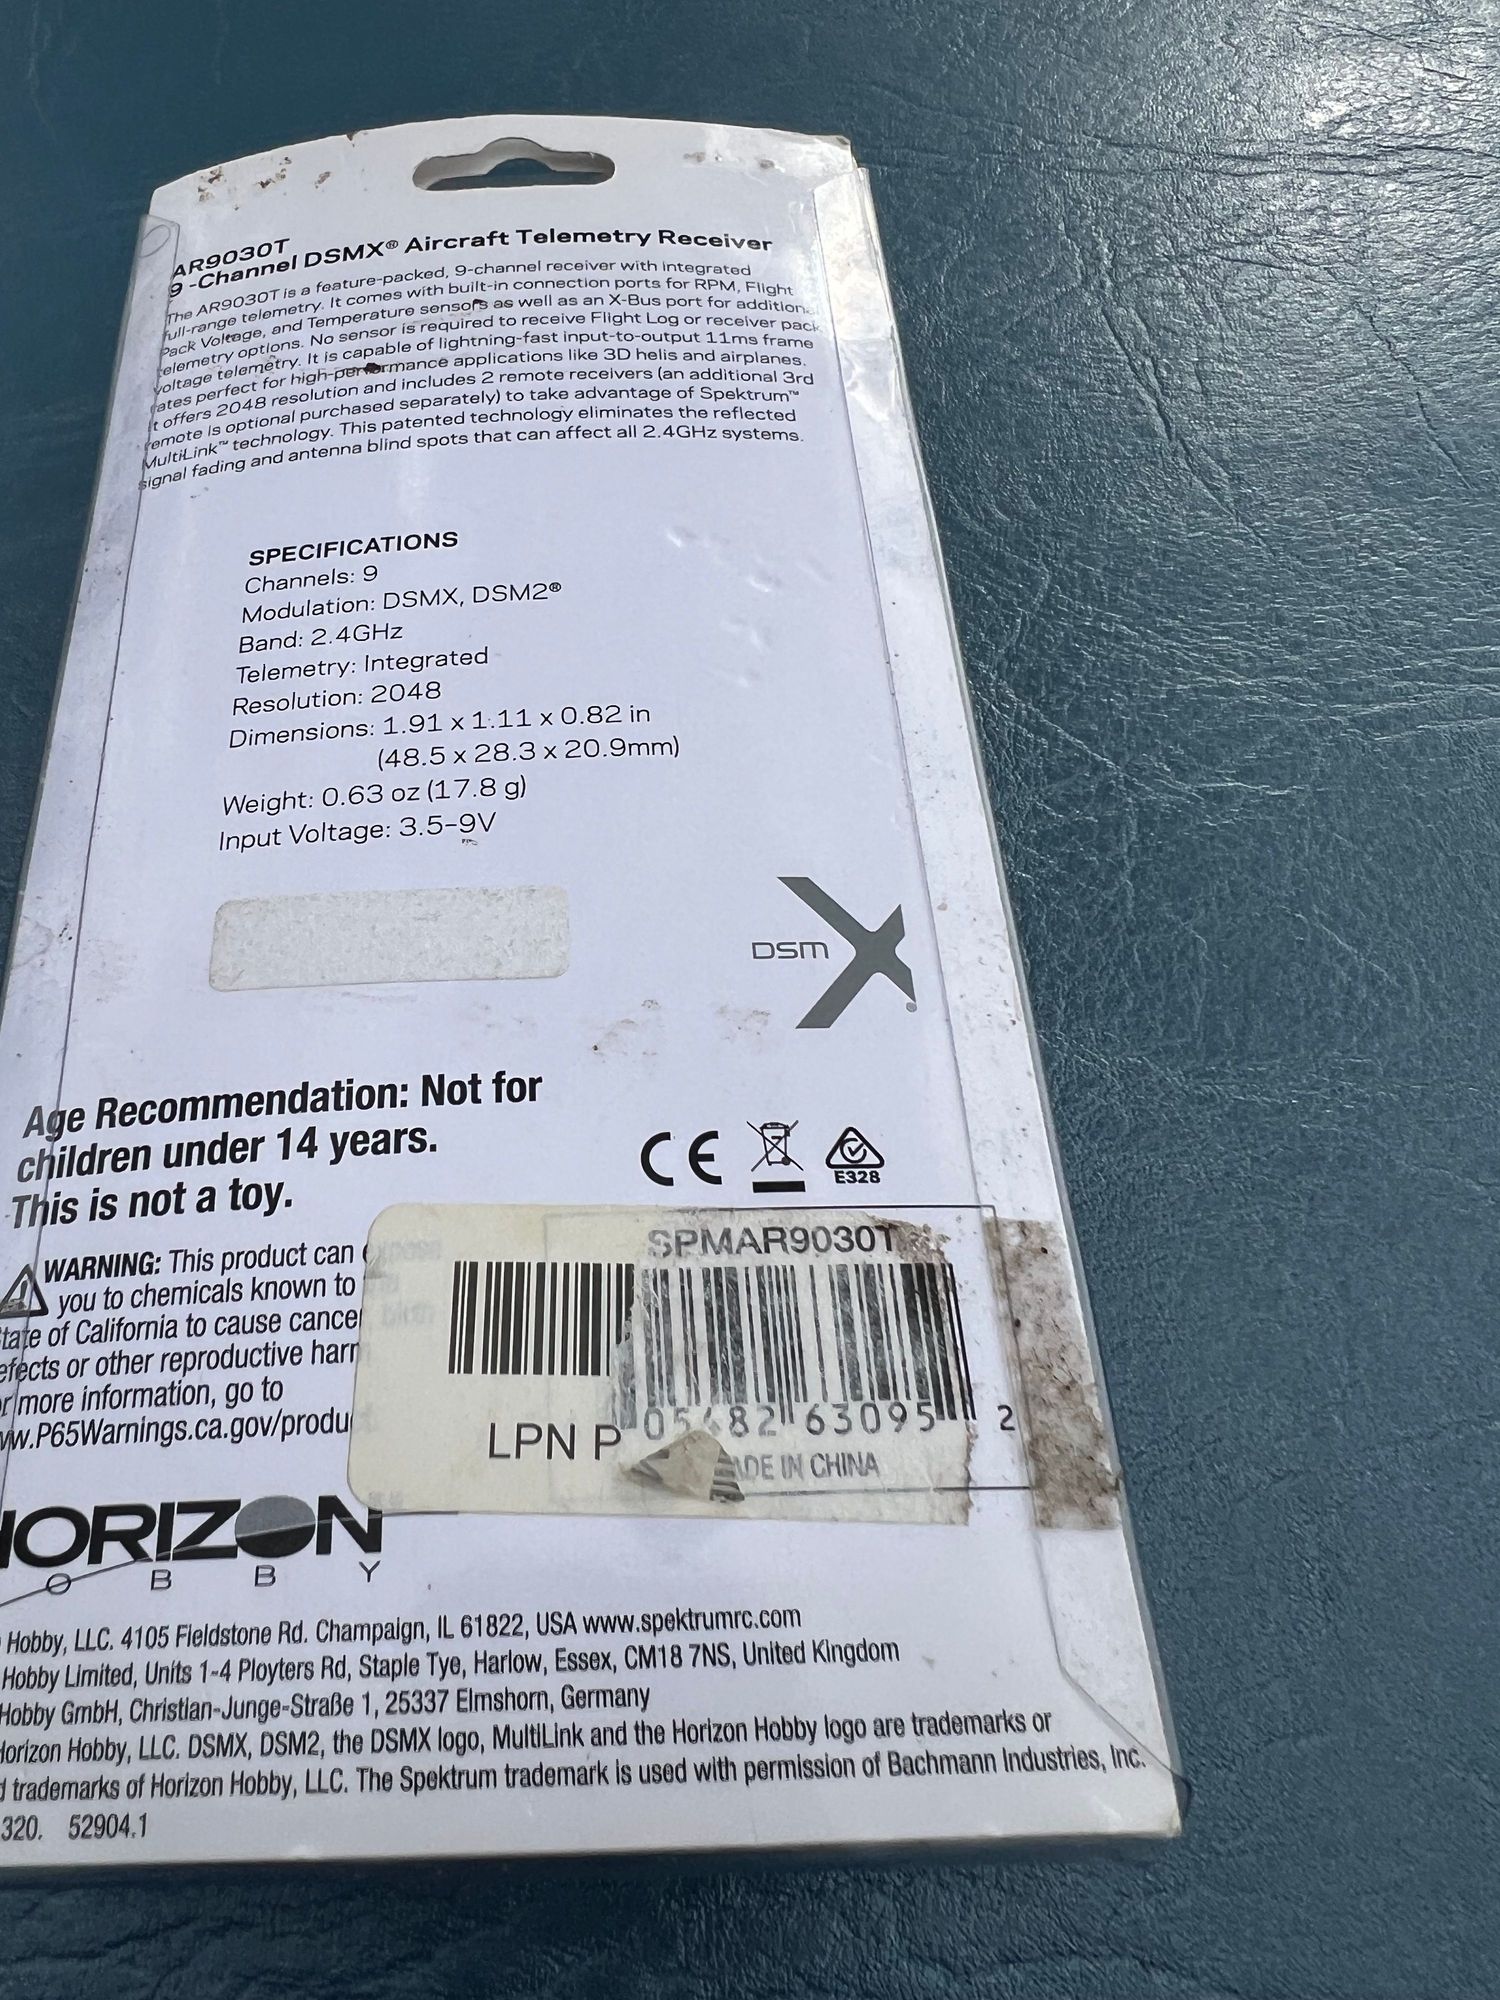 AR9030T
9-Channel DSMX® Aircraft Telemetry Receiver
The AR9030T is a feature-packed, 9-channel receiver with integrated
full-range telemetry. It comes with built-in connection ports for RPM, Flight
Pack Voltage, and Temperature sensors as well as an X-Bus port for addition
elemetry options. No sensor is required to receive Flight Log or receiver pack
voltage telemetry. It is capable of lightning-fast input-to-output 11ms frame
ates perfect for high-performance applications like 3D helis and airplanes.
t offers 2048 resolution and includes 2 remote receivers (an additional 3rd
emote is optional purchased separately) to take advantage of Spektrum™
MultiLink™ technology. This patented technology eliminates the reflected
signal fading and antenna blind spots that can affect all 2.4GHz systems.
SPECIFICATIONS
Channels: 9
Modulation: DSMX, DSM2®
Band: 2.4GHz
Telemetry: Integrated
Resolution: 2048
Dimensions: 1.91 x 1.11 x 0.82 in
(48.5 x 28.3 x 20.9mm)
Weight: 0.63 oz (17.8 g)
Input Voltage: 3.5-9V
DSM X
Age Recommendation: Not for
children under 14 years.
This is not a toy.
CE
E328
WARNING: This product can
you to chemicals known to
tate of California to cause cancer
efects or other reproductive harm
r more information, go to
ww.P65Warnings.ca.gov/produ
SPMAR9030T
LPN P
63095 2
MADE IN CHINA
HORIZON
OBBY
Hobby, LLC. 4105 Fieldstone Rd. Champaign, IL 61822, USA www.spektrumrc.com
Hobby Limited, Units 1-4 Ployters Rd, Staple Tye, Harlow, Essex, CM18 7NS, United Kingdom
Hobby GmbH, Christian-Junge-Straße 1, 25337 Elmshorn, Germany
Horizon Hobby, LLC. DSMX, DSM2, the DSMX logo, MultiLink and the Horizon Hobby logo are trademarks or
d trademarks of Horizon Hobby, LLC. The Spektrum trademark is used with permission of Bachmann Industries, Inc.
320. 52904.1